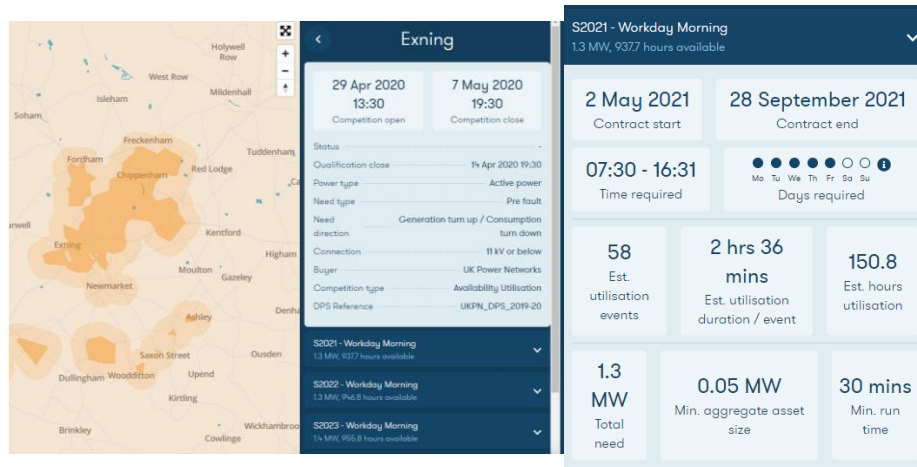 Holywell
Row
West Row
Mildenhall
Isleham
Soham
Freckenham
Fordham
Tuddenham
Chippenham
Red Lodge
Kentford
Exning
Higham
Moulton
Gazeley
Newmarket
Ashley
Saxon Street
Ousden
Dullingham
Woodditton
Upend
Kirtling
Brinkley
Wickhambroo
Cowlinge
Exning
29 Apr 2020
13:30
Competition open
7 May 2020
19:30
Competition close
Status -
Qualification close 14 Apr 2020 19:30
Power type Active power
Need type Pre fault
Need direction Generation turn up / Consumption turn down
Connection 11 kV or below
Buyer UK Power Networks
Competition type Availability Utilisation
DPS Reference UKPN_DPS_2019-20
S2021 - Workday Morning
1.3 MW, 937.7 hours available
S2022 - Workday Morning
1.3 MW, 946.8 hours available
S2023 - Workday Morning
1.4 MW, 955.8 hours available
S2021 - Workday Morning
1.3 MW, 937.7 hours available
2 May 2021
Contract start
28 September 2021
Contract end
07:30 - 16:31
Time required
Mo Tu We Th Fr Sa Su
Days required
58
Est.
utilisation
events
2 hrs 36
mins
Est. utilisation
duration / event
150.8
Est. hours
utilisation
1.3
MW
Total
need
0.05 MW
Min. aggregate asset
size
30 mins
Min. run
time